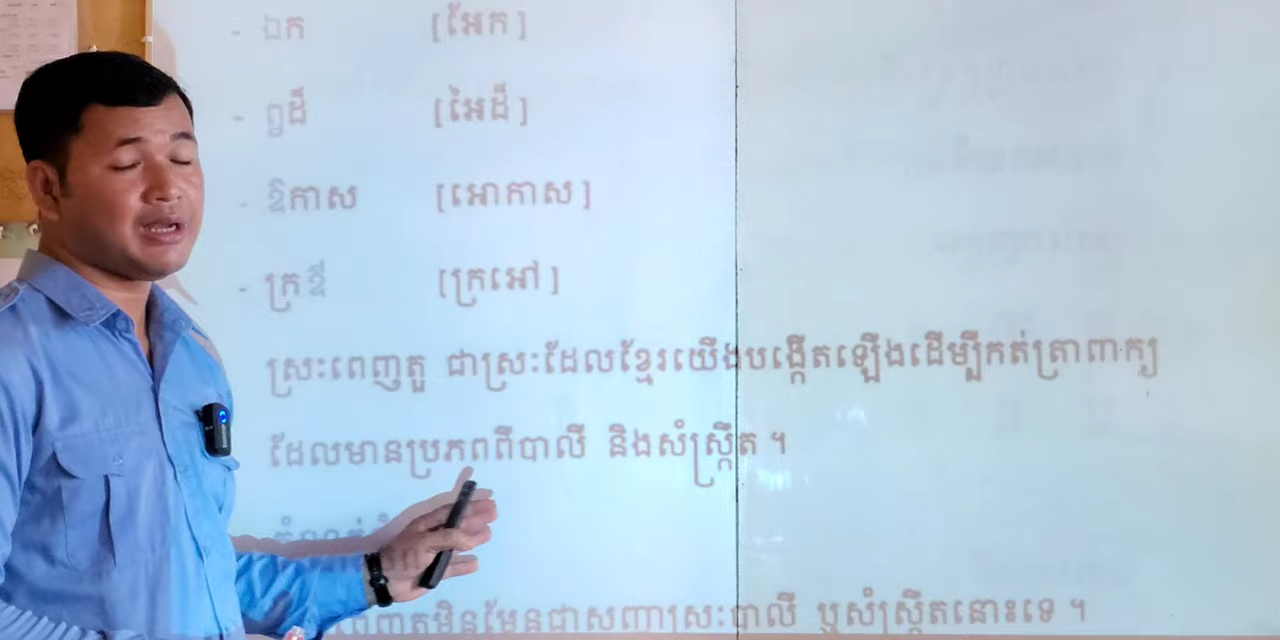 - ឯក [អែក]
- ឰដ៏ [អៃដ៏]
- ឱកាស [អោកាស]
- ក្រឪ [ក្រអៅ]
ស្រៈពេញតួ ជាស្រៈដែលខ្មែរយើងបង្កើតឡើងដើម្បីកត់ត្រាពាក្យ
ដែលមានប្រភពពីបាលី និងសំស្ក្រឹត ។
មិនមែនជាសញ្ញាស្រៈបាលី ឬសំស្ក្រឹតនោះទេ ។